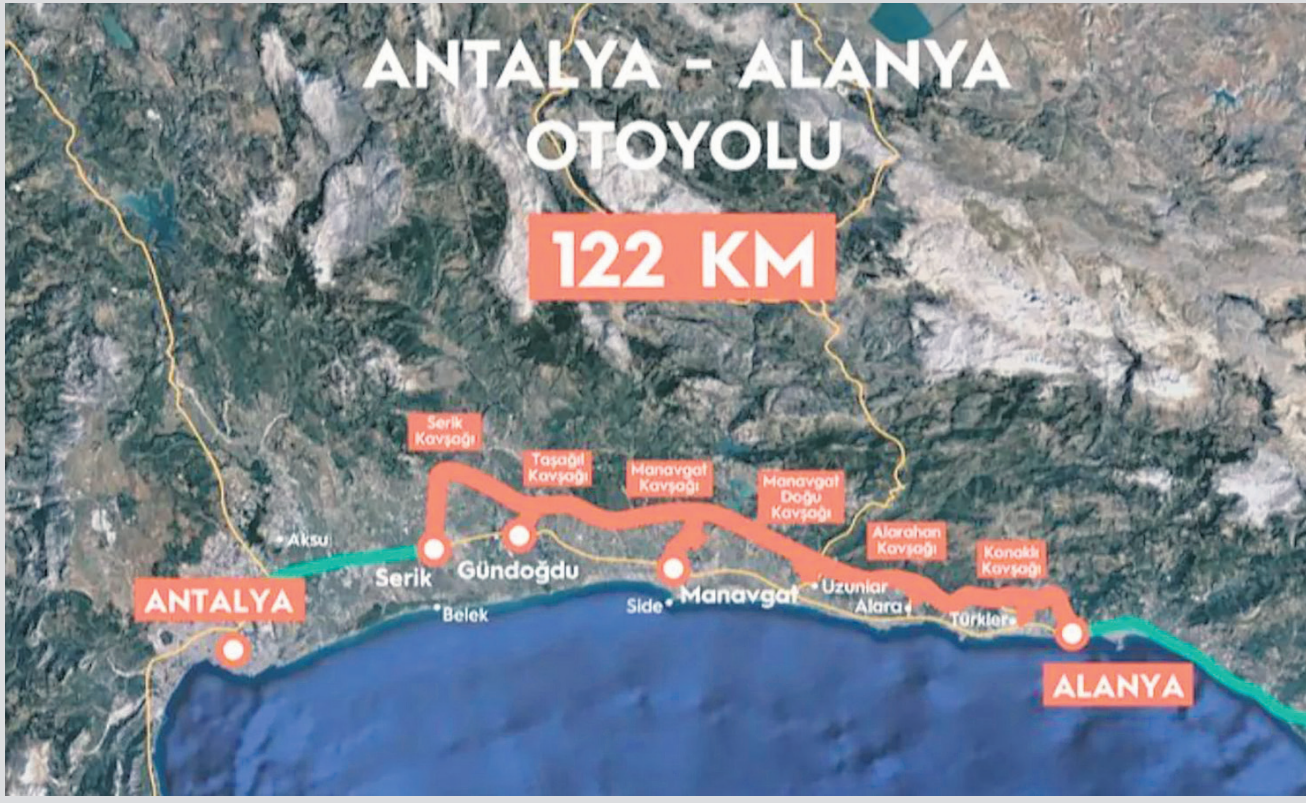 ANTALYA - ALANYA
OTOYOLU
122 KM
Serik
Kavşağı
Taşağıl
Kavşağı
Manavgat
Kavşağı
Manavgat
Doğu
Kavşağı
Alarahan
Kavşağı
Konaklı
Kavşağı
Aksu
Serik
Gündoğdu
ANTALYA
Belek
Side
Manavgat
Uzunlar
Alara
Türkler
ALANYA